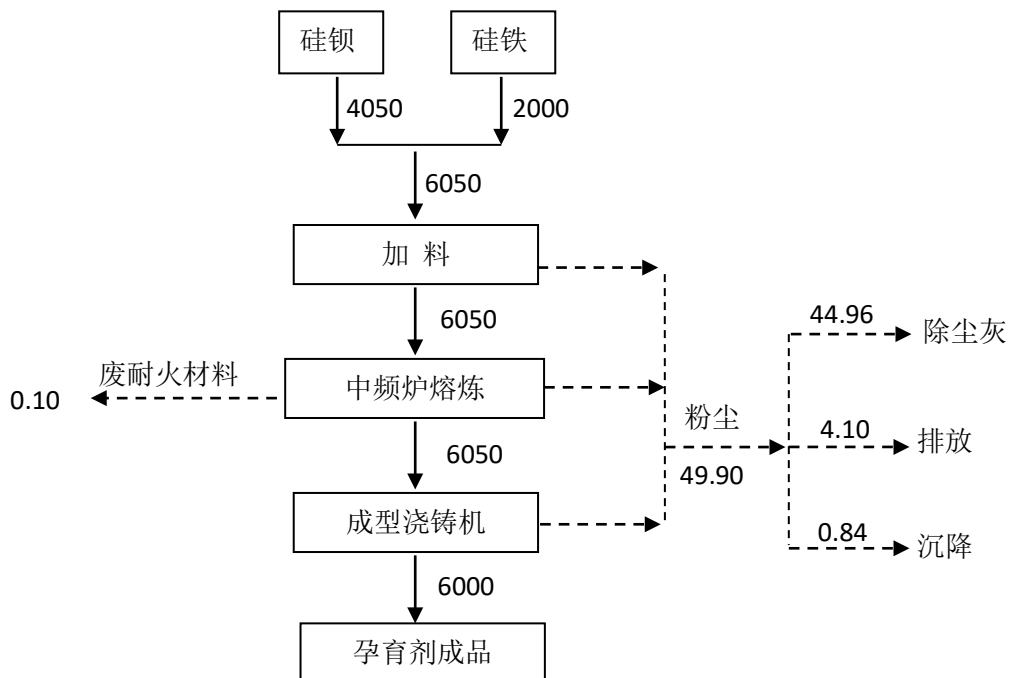 硅钡
硅铁
4050
2000
6050
加 料
6050
44.96
除尘灰
废耐火材料
0.10
中频炉熔炼
粉尘
4.10
排放
6050
49.90
成型浇铸机
0.84
沉降
6000
孕育剂成品